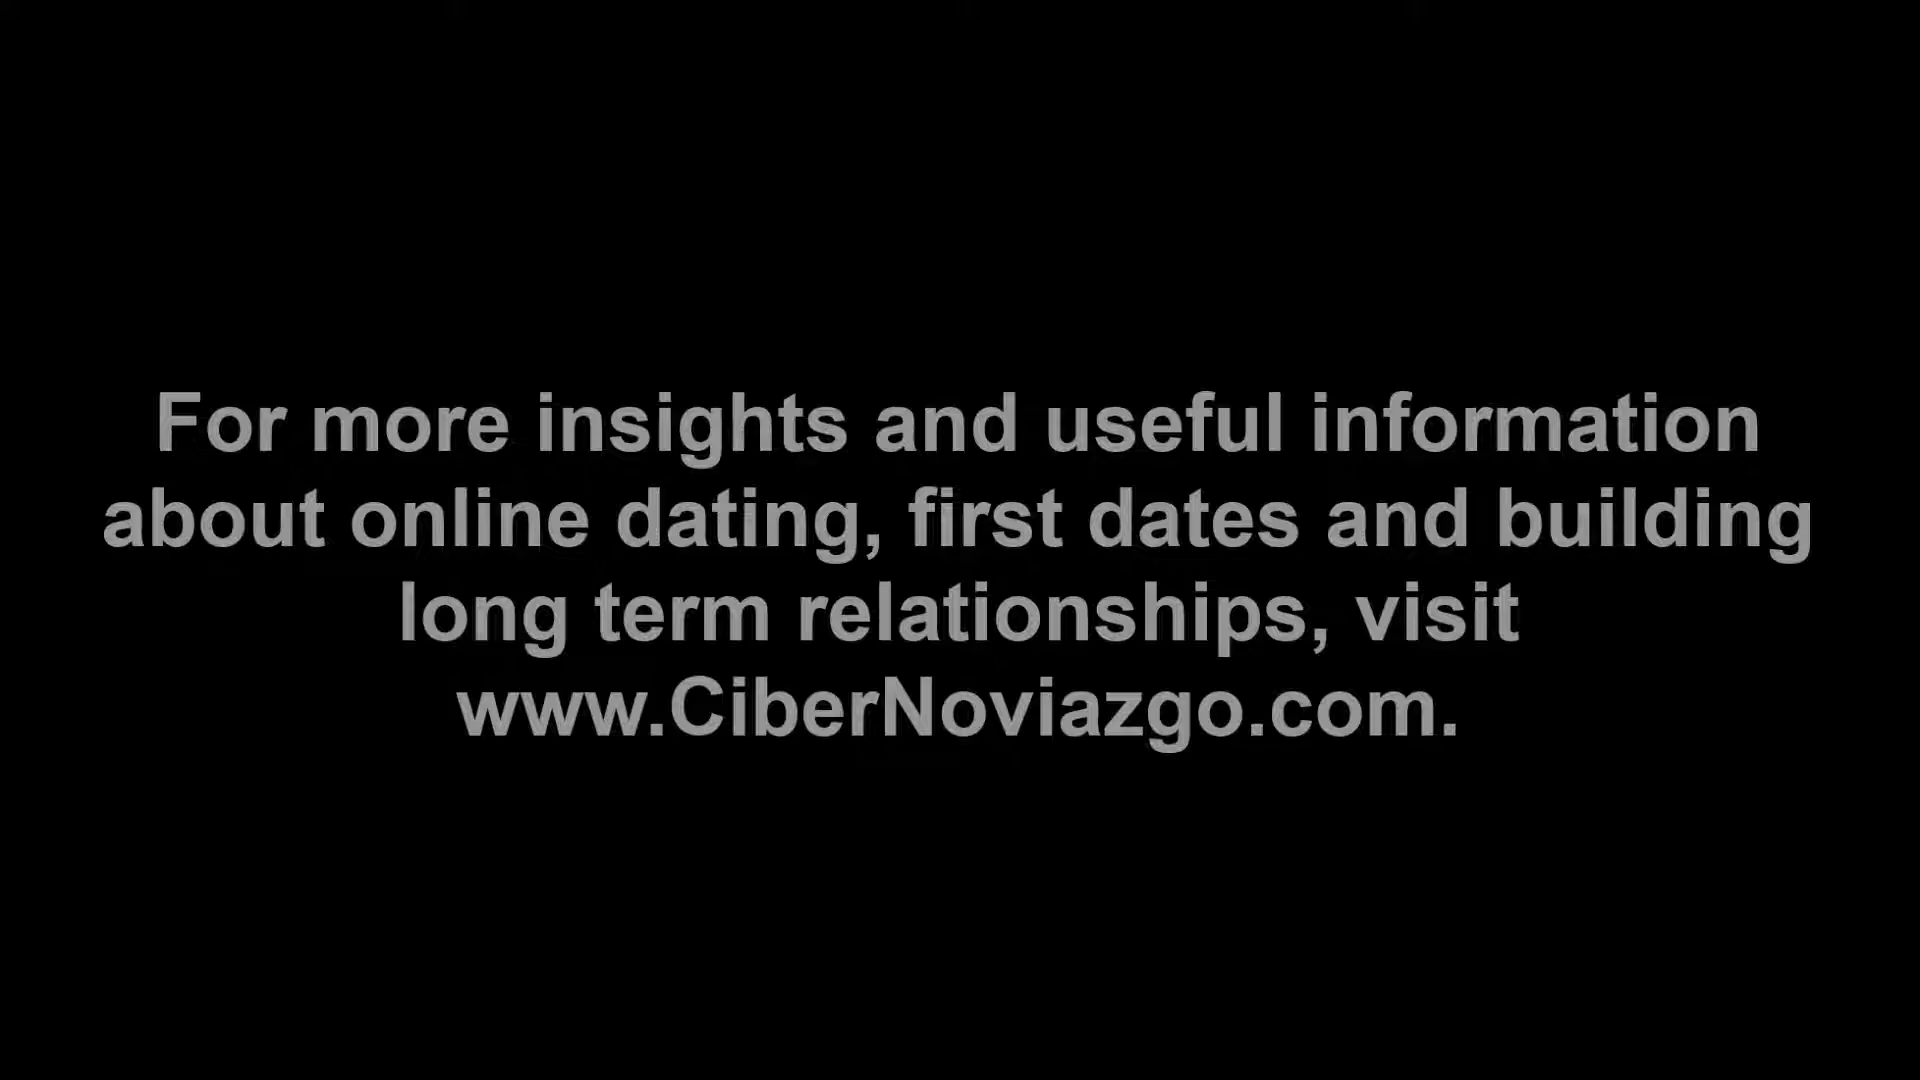 For more insights and useful information
about online dating, first dates and building
long term relationships, visit
www.CiberNoviazgo.com.